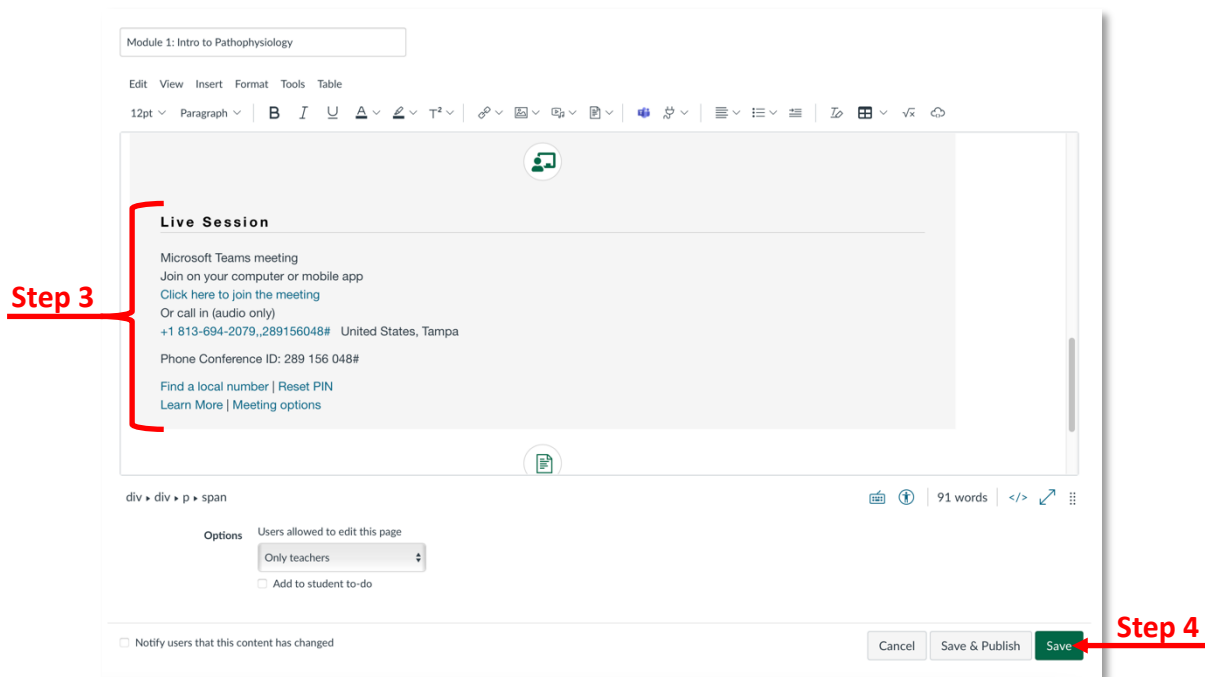 Module 1: Intro to Pathophysiology
Edit View Insert Format Tools Table
12pt Paragraph B I U A T²
Live Session
Microsoft Teams meeting
Join on your computer or mobile app
Click here to join the meeting
Or call in (audio only)
+1 813-694-2079,,289156048# United States, Tampa
Step 3
Phone Conference ID: 289 156 048#
Find a local number | Reset PIN
Learn More | Meeting options
div ▸ div ▸ p ▸ span
91 words </>
Options Users allowed to edit this page
Only teachers
Add to student to-do
Notify users that this content has changed
Cancel Save & Publish Save
Step 4